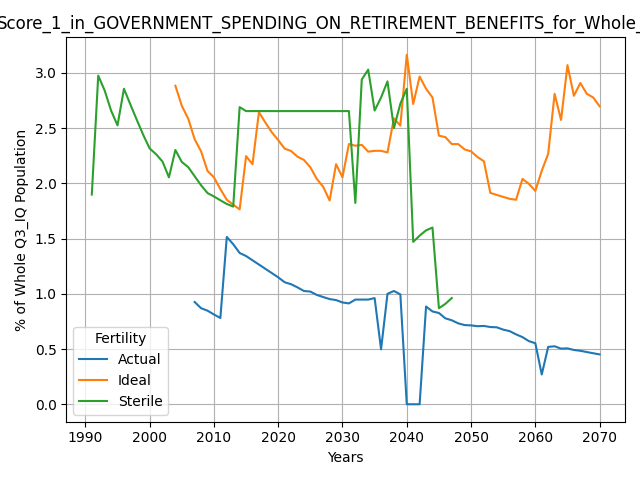 Score_1_in_GOVERNMENT_SPENDING_ON_RETIREMENT_BENEFITS_for_Whole_
% of Whole Q3_IQ Population
3.0
2.5
2.0
1.5
1.0
0.5
0.0
Fertility
Actual
Ideal
Sterile
1990 2000 2010 2020 2030 2040 2050 2060 2070
Years